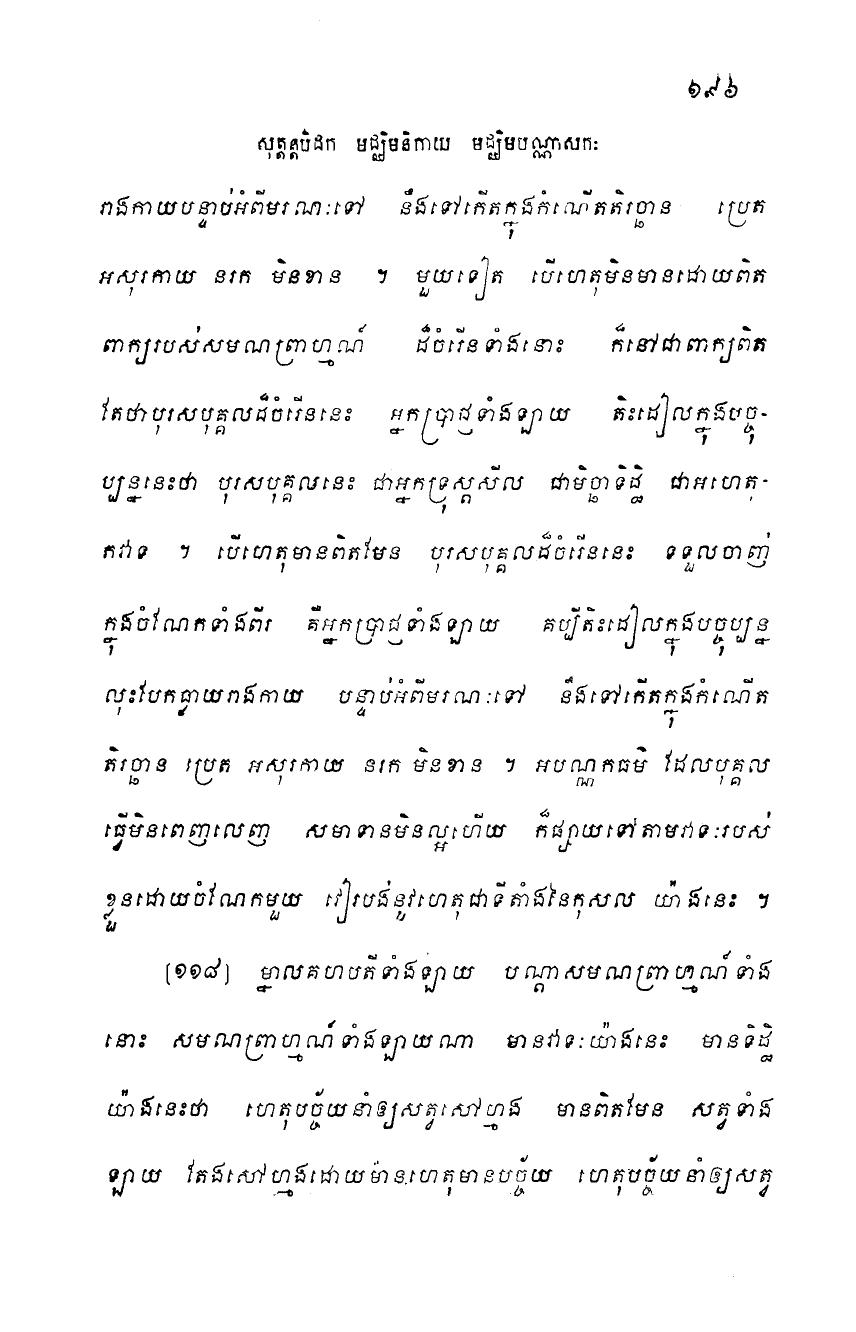 ១៩៦
សុត្តន្តបិដក មជ្ឈិមនិកាយ មជ្ឈិមបណ្ណាសកៈ
រាងកាយបន្ទាប់អំពីមរណៈទៅ នឹងទៅកើតក្នុងកំណើតតិរច្ឆាន ប្រេត
អសុរកាយ នរក មិនខាន ។ មួយទៀត បើហេតុមិនមានដោយពិត
ពាក្យរបស់សមណព្រាហ្មណ៍ ដ៏ចំរើនទាំងនោះ ក៏នៅជាពាក្យពិត
តែថាបុរសបុគ្គលដ៏ចំរើននេះ អ្នកប្រាជ្ញទាំងឡាយ តិះដៀលក្នុងបច្ចុ-
ប្បន្ននេះថា បុរសបុគ្គលនេះ ជាអ្នកទ្រុស្តសីល ជាមិច្ឆាទិដ្ឋិ ជាអហេតុ-
កវាទ ។ បើហេតុមានពិតមែន បុរសបុគ្គលដ៏ចំរើននេះ ទទួលចាញ់
ក្នុងចំណែកទាំងពីរ គឺអ្នកប្រាជ្ញទាំងឡាយ គប្បីតិះដៀលក្នុងបច្ចុប្បន្ន
លុះបែកធ្លាយរាងកាយ បន្ទាប់អំពីមរណៈទៅ នឹងទៅកើតក្នុងកំណើត
តិរច្ឆាន ប្រេត អសុរកាយ នរក មិនខាន ។ អបណ្ណកធម៌ ដែលបុគ្គល
ធ្វើមិនពេញលេញ សមាទានមិនល្អហើយ ក៏ផ្សាយទៅតាមវាទៈរបស់
ខ្លួនដោយចំណែកមួយ វៀរបង់នូវហេតុជាទីតាំងនៃកុសល យ៉ាងនេះ ។
[១១៨] ម្នាលគហបតីទាំងឡាយ បណ្តាសមណព្រាហ្មណ៍ទាំង
នោះ សមណព្រាហ្មណ៍ទាំងឡាយណា មានវាទៈយ៉ាងនេះ មានទិដ្ឋិ
យ៉ាងនេះថា ហេតុបច្ច័យនាំឲ្យសត្វសៅហ្មង មានពិតមែន សត្វទាំង
ឡាយ តែងសៅហ្មងដោយមានហេតុមានបច្ច័យ ហេតុបច្ច័យនាំឲ្យសត្វ